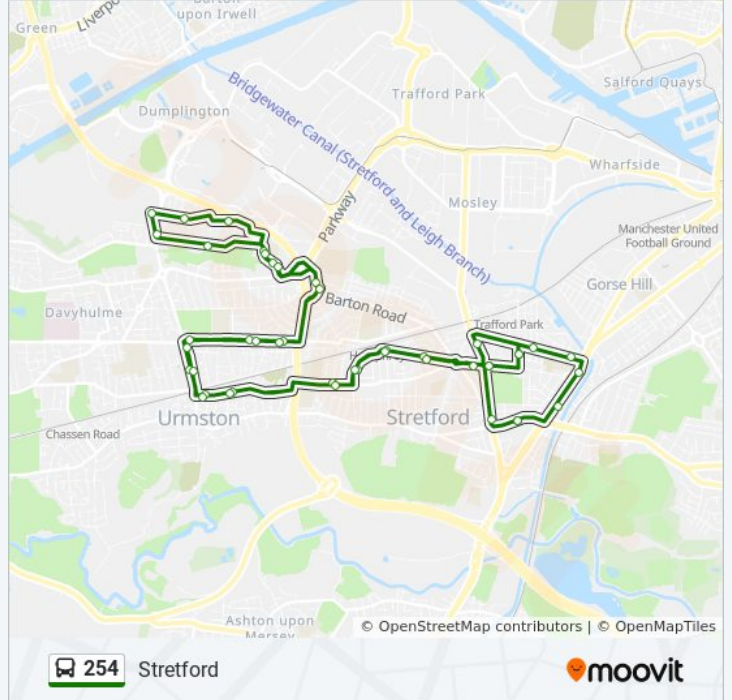 Barton
upon Irwell
Green
Liverpo
Dumplington
Trafford Park
Salford Quays
Bridgewater Canal (Stretford and Leigh Branch)
Wharfside
Mosley
Parkway
Manchester United
Football Ground
Gorse Hill
Davyhulme
Barton Road
Trafford Park
Urmston
Stretford
Chassen Road
Ashton upon
Mersey
© OpenStreetMap contributors | © OpenMapTiles
254 Stretford
moovit